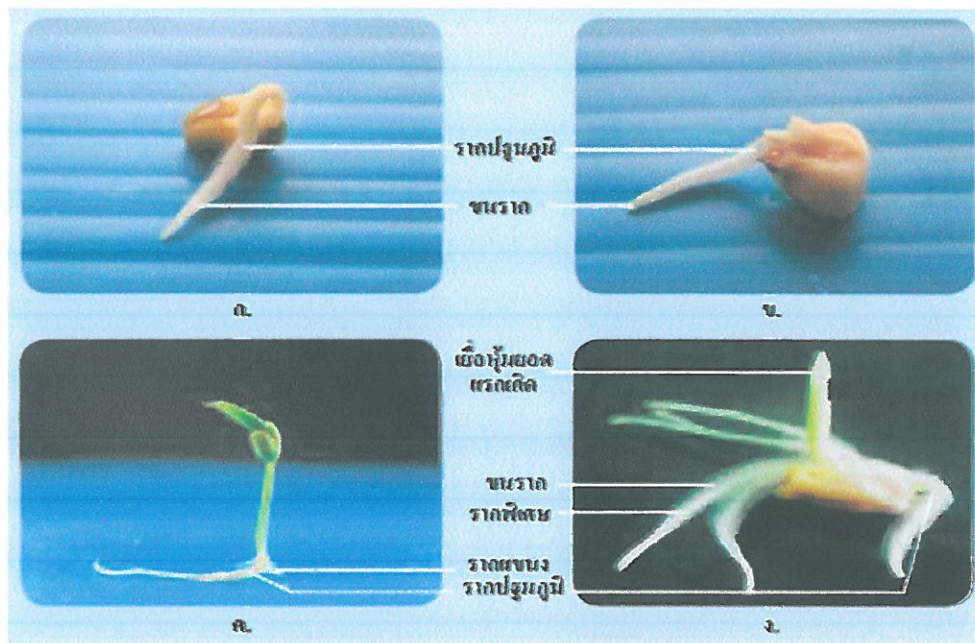 รากปฐมภูมิ
ขนราก
ก.
ข.
เยื่อหุ้มยอด
แรกเกิด
ขนราก
รากพิเศษ
รากแขนง
รากปฐมภูมิ
ค.
ง.